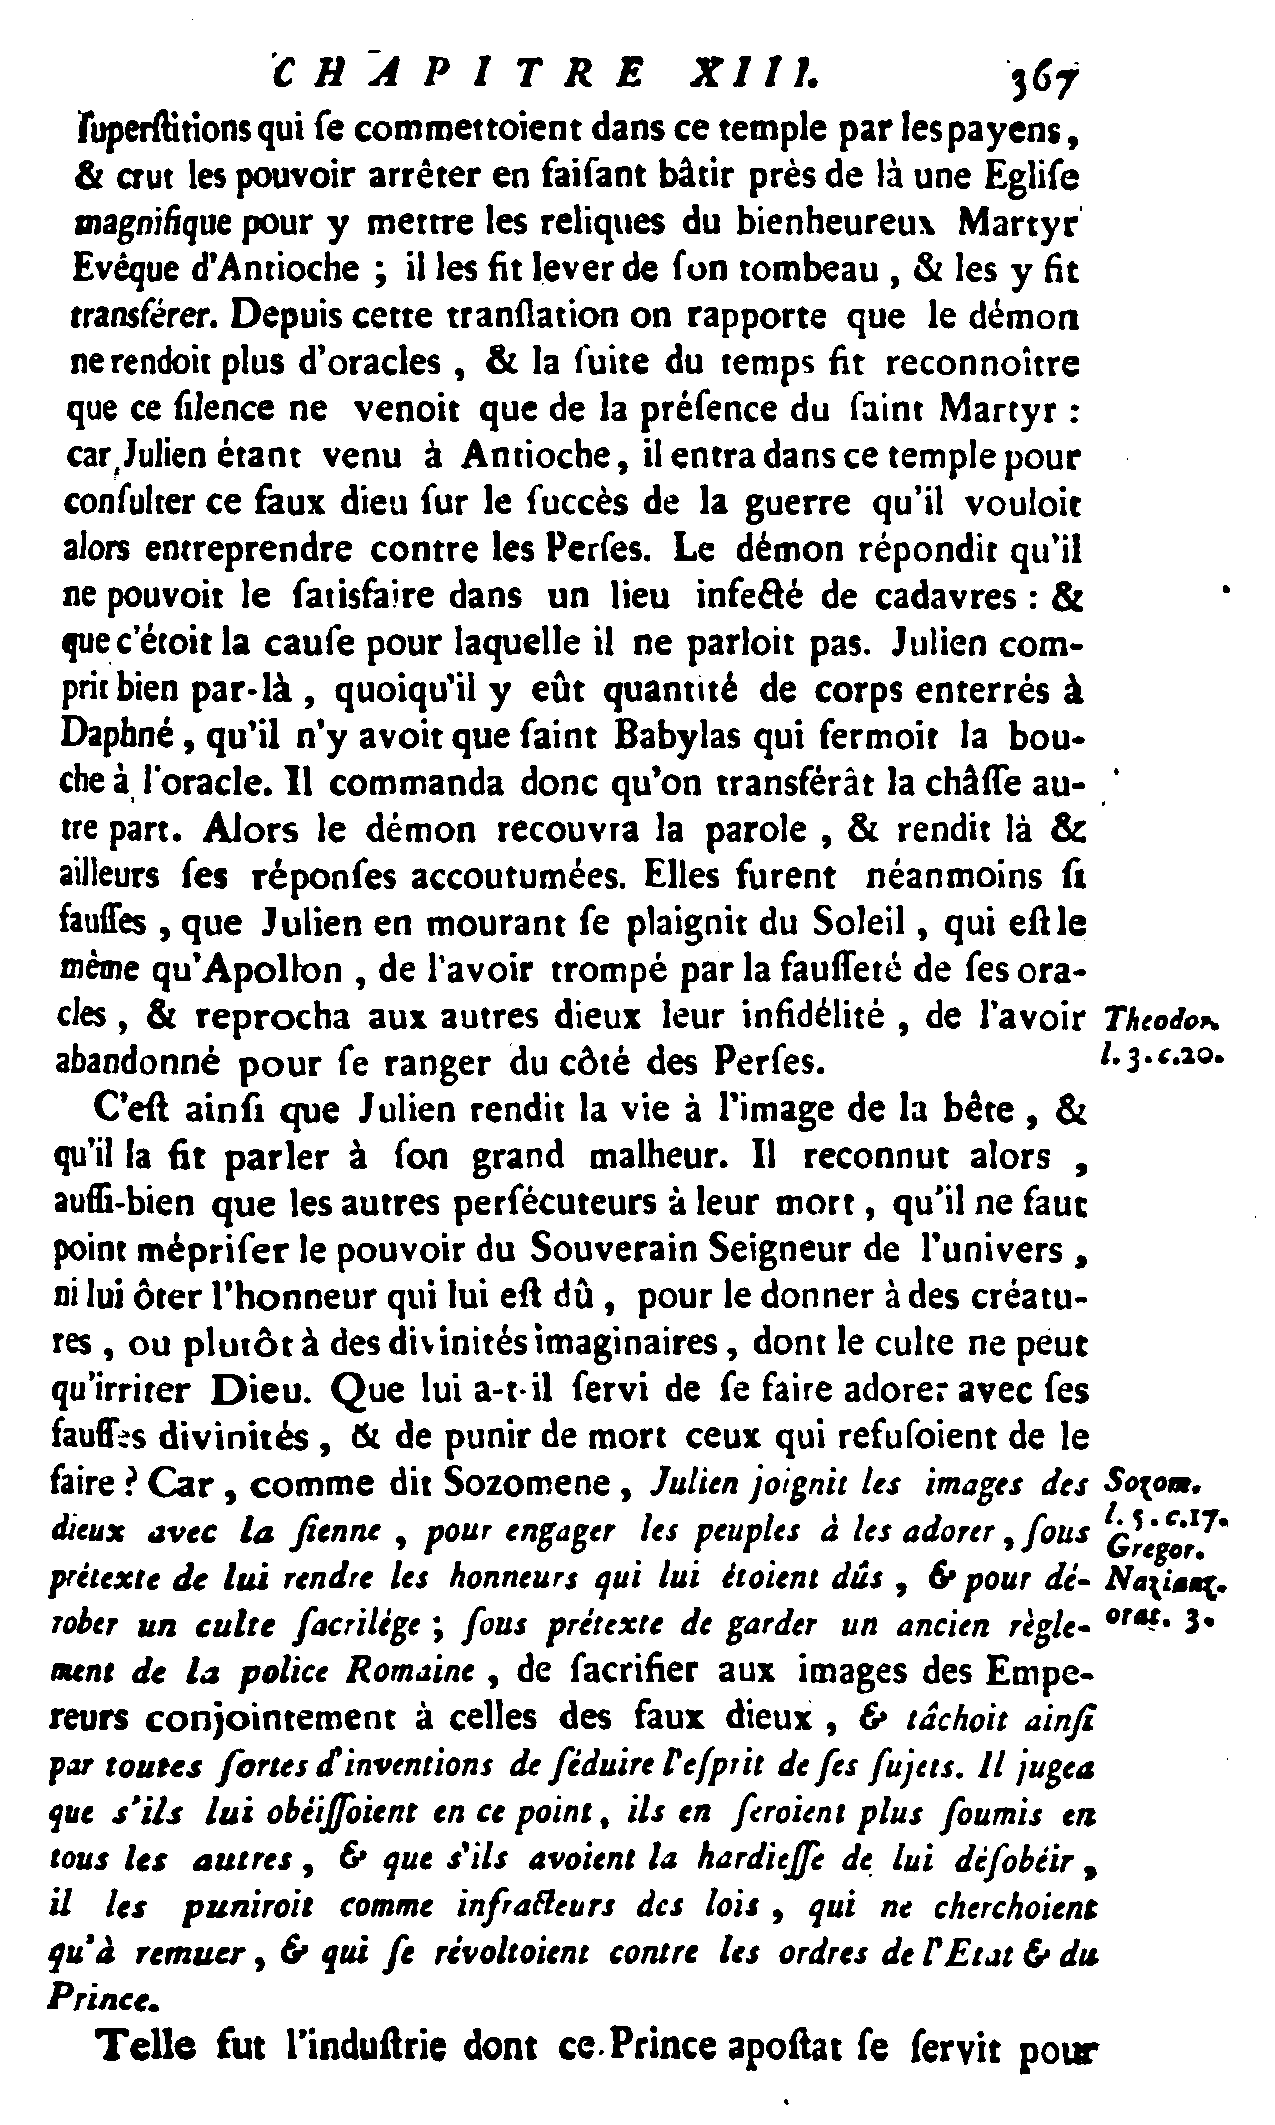 CHAPITRE XIII. 367
ſuperſtitions qui ſe commettoient dans ce temple par les payens,
& crut les pouvoir arrêter en faiſant bâtir près de là une Egliſe
magnifique pour y mettre les reliques du bienheureux Martyr
Evêque d'Antioche ; il les fit lever de ſon tombeau , & les y fit
transférer. Depuis cette tranſlation on rapporte que le démon
ne rendoit plus d'oracles , & la ſuite du temps fit reconnoître
que ce ſilence ne venoit que de la préſence du ſaint Martyr :
car Julien étant venu à Antioche, il entra dans ce temple pour
conſulter ce faux dieu ſur le ſuccès de la guerre qu'il vouloit
alors entreprendre contre les Perſes. Le démon répondit qu'il
ne pouvoit le ſatisfaire dans un lieu infecté de cadavres : &
que c'étoit la cauſe pour laquelle il ne parloit pas. Julien com-
prit bien par-là , quoiqu'il y eût quantité de corps enterrés à
Daphné , qu'il n'y avoit que ſaint Babylas qui fermoit la bou-
che à l'oracle. Il commanda donc qu'on transférât la châſſe au-
tre part. Alors le démon recouvra la parole , & rendit là &
ailleurs ſes réponſes accoutumées. Elles furent néanmoins ſi
fauſſes , que Julien en mourant ſe plaignit du Soleil , qui eſt le
même qu'Apollon , de l'avoir trompé par la fauſſeté de ſes ora-
cles , & reprocha aux autres dieux leur infidélité , de l'avoir
abandonné pour ſe ranger du côté des Perſes.
Theodor.
l. 3. c. 20.
C'eſt ainſi que Julien rendit la vie à l'image de la bête , &
qu'il la fit parler à ſon grand malheur. Il reconnut alors ,
auſſi-bien que les autres perſécuteurs à leur mort , qu'il ne faut
point mépriſer le pouvoir du Souverain Seigneur de l'univers ,
ni lui ôter l'honneur qui lui eſt dû , pour le donner à des créatu-
res , ou plutôt à des divinités imaginaires , dont le culte ne peut
qu'irriter Dieu. Que lui a-t-il ſervi de ſe faire adorer avec ſes
fauſſes divinités , & de punir de mort ceux qui refuſoient de le
faire ? Car , comme dit Sozomene , Julien joignit les images des
dieux avec la ſienne , pour engager les peuples à les adorer , ſous
prétexte de lui rendre les honneurs qui lui étoient dûs , & pour dé-
rober un culte ſacrilége ; ſous prétexte de garder un ancien règle-
ment de la police Romaine , de ſacrifier aux images des Empe-
reurs conjointement à celles des faux dieux , & tâchoit ainſi
par toutes ſortes d'inventions de ſéduire l'eſprit de ſes ſujets. Il jugea
que s'ils lui obéiſſoient en ce point, ils en ſeroient plus ſoumis en
tous les autres , & que s'ils avoient la hardieſſe de lui déſobéir ,
il les puniroit comme infracteurs des lois , qui ne cherchoient
qu'à remuer , & qui ſe révoltoient contre les ordres de l'Etat & du
Prince.
Sozom.
l. 5. c. 17.
Gregor.
Nazianz.
orat. 3.
Telle fut l'induſtrie dont ce Prince apoſtat ſe ſervit pour